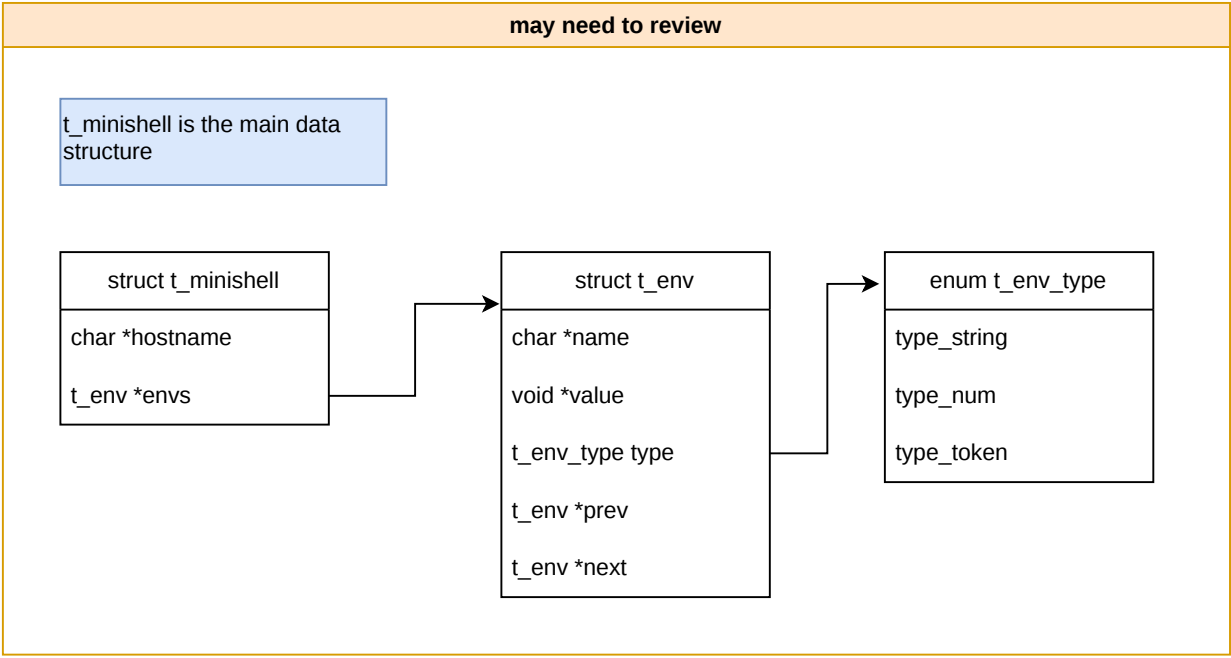 may need to review
t_minishell is the main data
structure
struct t_minishell
char *hostname
t_env *envs
struct t_env
char *name
void *value
t_env_type type
t_env *prev
t_env *next
enum t_env_type
type_string
type_num
type_token